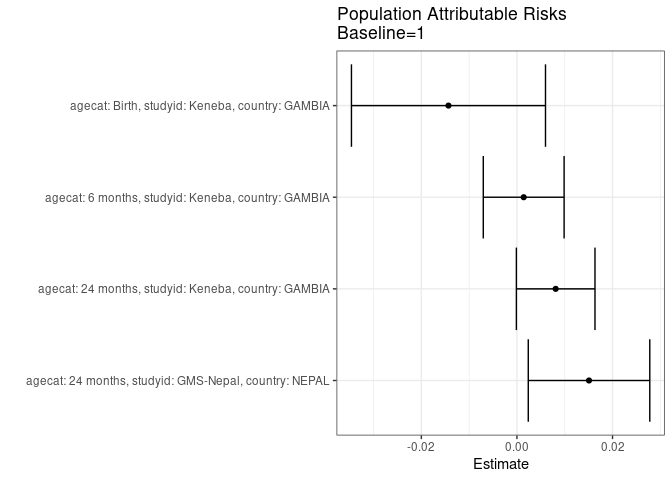 Population Attributable Risks
Baseline=1
agecat: Birth, studyid: Keneba, country: GAMBIA
agecat: 6 months, studyid: Keneba, country: GAMBIA
agecat: 24 months, studyid: Keneba, country: GAMBIA
agecat: 24 months, studyid: GMS-Nepal, country: NEPAL
-0.02 0.00 0.02
Estimate